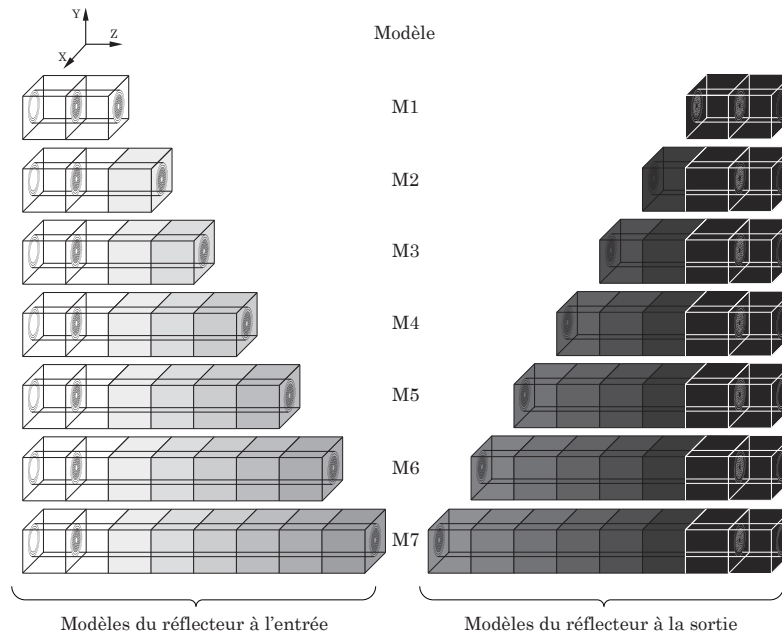 Y
Z
X
Modèle
M1
M2
M3
M4
M5
M6
M7
Modèles du réflecteur à l'entrée
Modèles du réflecteur à la sortie